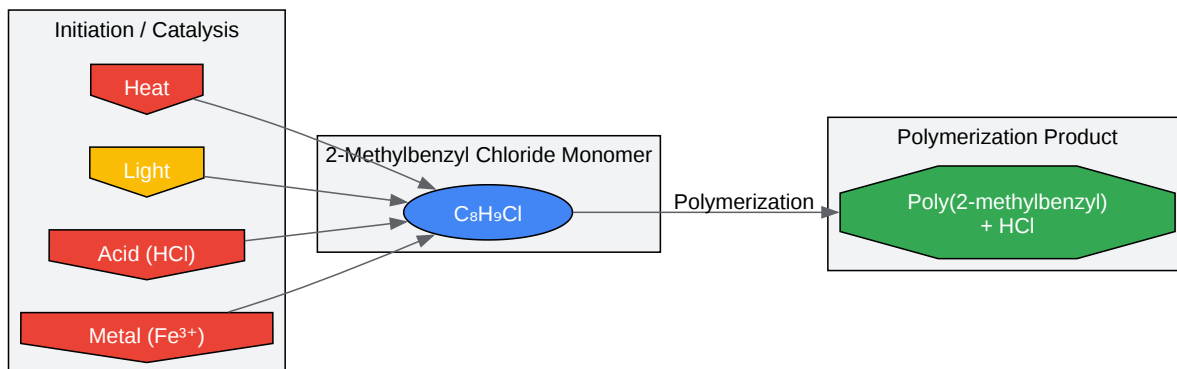 Initiation / Catalysis
Heat
Light
Acid (HCl)
Metal (Fe³⁺)
2-Methylbenzyl Chloride Monomer
C₈H₉Cl
Polymerization
Polymerization Product
Poly(2-methylbenzyl)
+ HCl